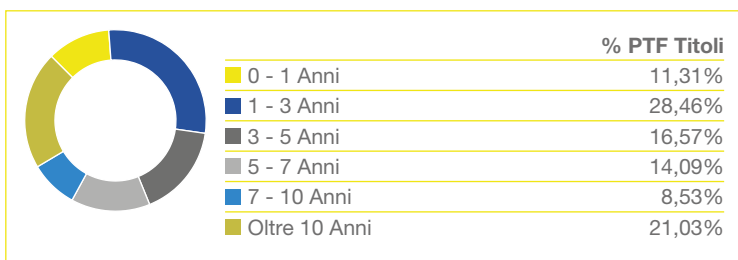 % PTF Titoli
0 - 1 Anni 11,31%
1 - 3 Anni 28,46%
3 - 5 Anni 16,57%
5 - 7 Anni 14,09%
7 - 10 Anni 8,53%
Oltre 10 Anni 21,03%